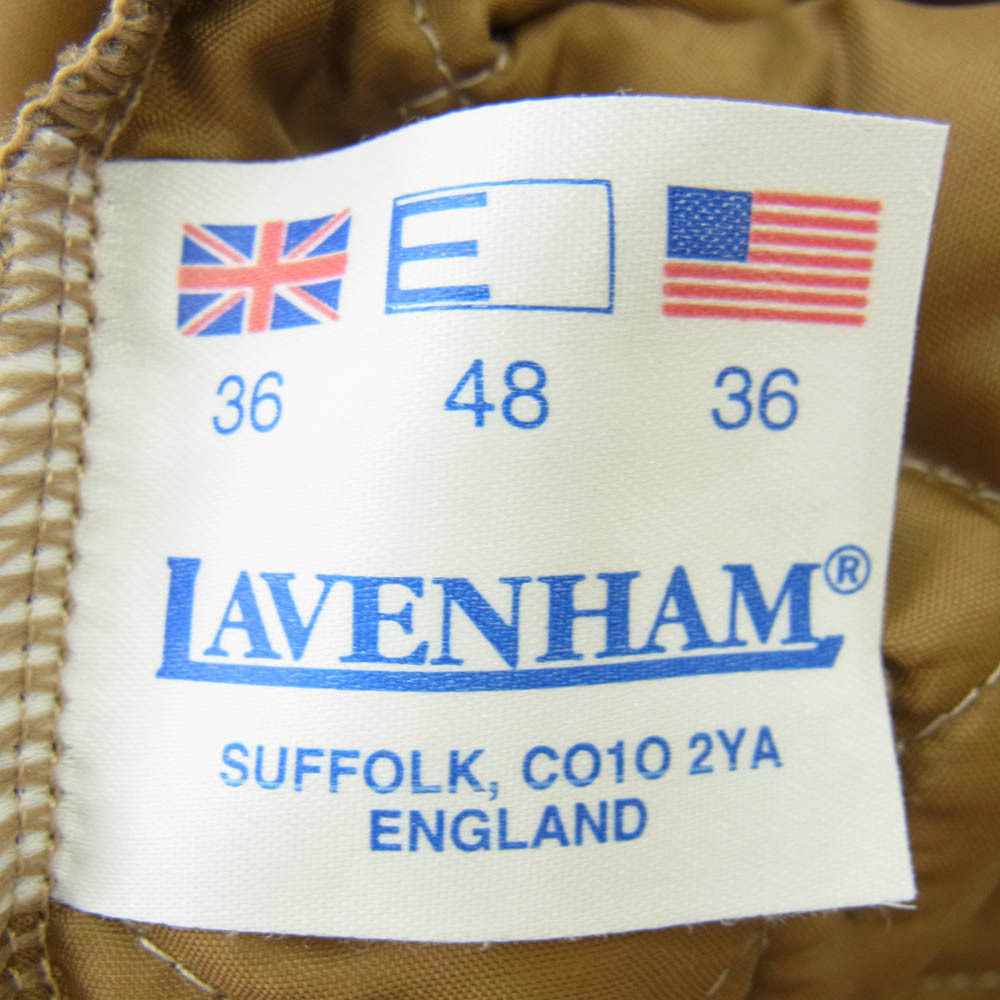 E
36 48 36
LAVENHAM®
SUFFOLK, CO10 2YA
ENGLAND